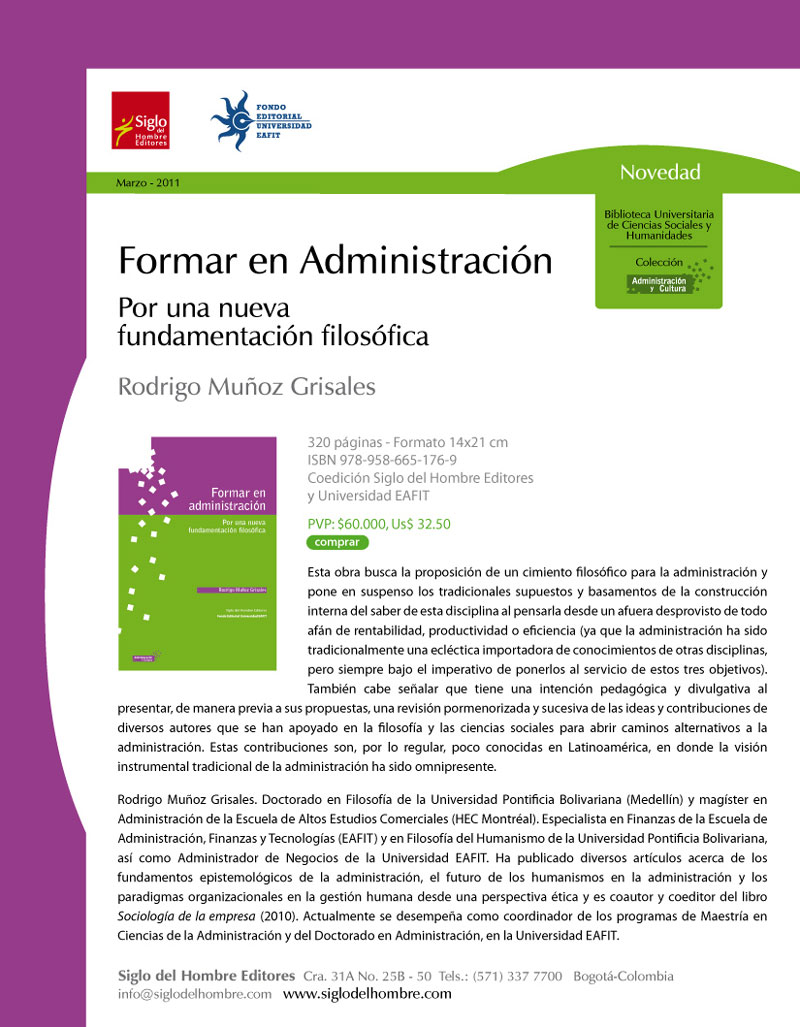 Siglo
del
Hombre
Editores
FONDO
EDITORIAL
UNIVERSIDAD
EAFIT
Marzo - 2011
Novedad
Biblioteca Universitaria
de Ciencias Sociales y
Humanidades
Colección
Administración
y Cultura
Formar en Administración
Por una nueva
fundamentación filosófica
Rodrigo Muñoz Grisales
Formar en
administración
Por una nueva
fundamentación filosófica
Rodrigo Muñoz Grisales
Siglo del Hombre Editores
Fondo Editorial Universidad EAFIT
320 páginas - Formato 14x21 cm
ISBN 978-958-665-176-9
Coedición Siglo del Hombre Editores
y Universidad EAFIT
PVP: $60.000, Us$ 32.50
comprar
Esta obra busca la proposición de un cimiento filosófico para la administración y
pone en suspenso los tradicionales supuestos y basamentos de la construcción
interna del saber de esta disciplina al pensarla desde un afuera desprovisto de todo
afán de rentabilidad, productividad o eficiencia (ya que la administración ha sido
tradicionalmente una ecléctica importadora de conocimientos de otras disciplinas,
pero siempre bajo el imperativo de ponerlos al servicio de estos tres objetivos).
También cabe señalar que tiene una intención pedagógica y divulgativa al
presentar, de manera previa a sus propuestas, una revisión pormenorizada y sucesiva de las ideas y contribuciones de
diversos autores que se han apoyado en la filosofía y las ciencias sociales para abrir caminos alternativos a la
administración. Estas contribuciones son, por lo regular, poco conocidas en Latinoamérica, en donde la visión
instrumental tradicional de la administración ha sido omnipresente.
Rodrigo Muñoz Grisales. Doctorado en Filosofía de la Universidad Pontificia Bolivariana (Medellín) y magíster en
Administración de la Escuela de Altos Estudios Comerciales (HEC Montréal). Especialista en Finanzas de la Escuela de
Administración, Finanzas y Tecnologías (EAFIT) y en Filosofía del Humanismo de la Universidad Pontificia Bolivariana,
así como Administrador de Negocios de la Universidad EAFIT. Ha publicado diversos artículos acerca de los
fundamentos epistemológicos de la administración, el futuro de los humanismos en la administración y los
paradigmas organizacionales en la gestión humana desde una perspectiva ética y es coautor y coeditor del libro
Sociología de la empresa (2010). Actualmente se desempeña como coordinador de los programas de Maestría en
Ciencias de la Administración y del Doctorado en Administración, en la Universidad EAFIT.
Siglo del Hombre Editores Cra. 31A No. 25B - 50 Tels.: (571) 337 7700 Bogotá-Colombia
info@siglodelhombre.com www.siglodelhombre.com